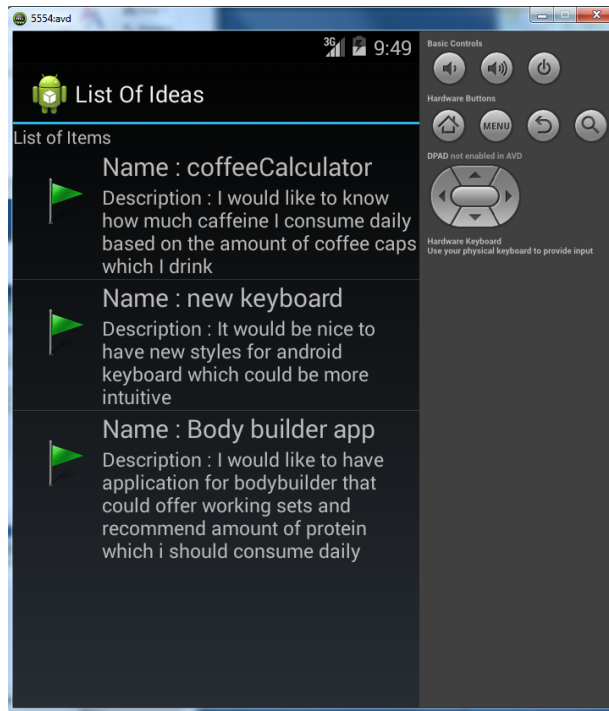 5554:avd
3G 9:49
List Of Ideas
List of Items
Name : coffeeCalculator
Description : I would like to know
how much caffeine I consume daily
based on the amount of coffee caps
which I drink
Name : new keyboard
Description : It would be nice to
have new styles for android
keyboard which could be more
intuitive
Name : Body builder app
Description : I would like to have
application for bodybuilder that
could offer working sets and
recommend amount of protein
which i should consume daily
Basic Controls
Hardware Buttons
MENU
DPAD not enabled in AVD
Hardware Keyboard
Use your physical keyboard to provide input